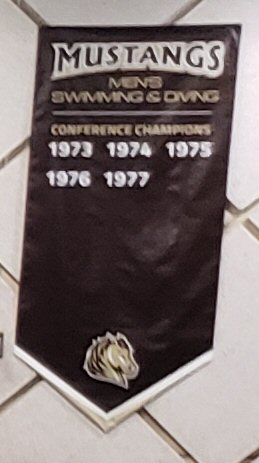 MUSTANGS
MEN'S
SWIMMING & DIVING
CONFERENCE CHAMPIONS
1973 1974 1975
1976 1977